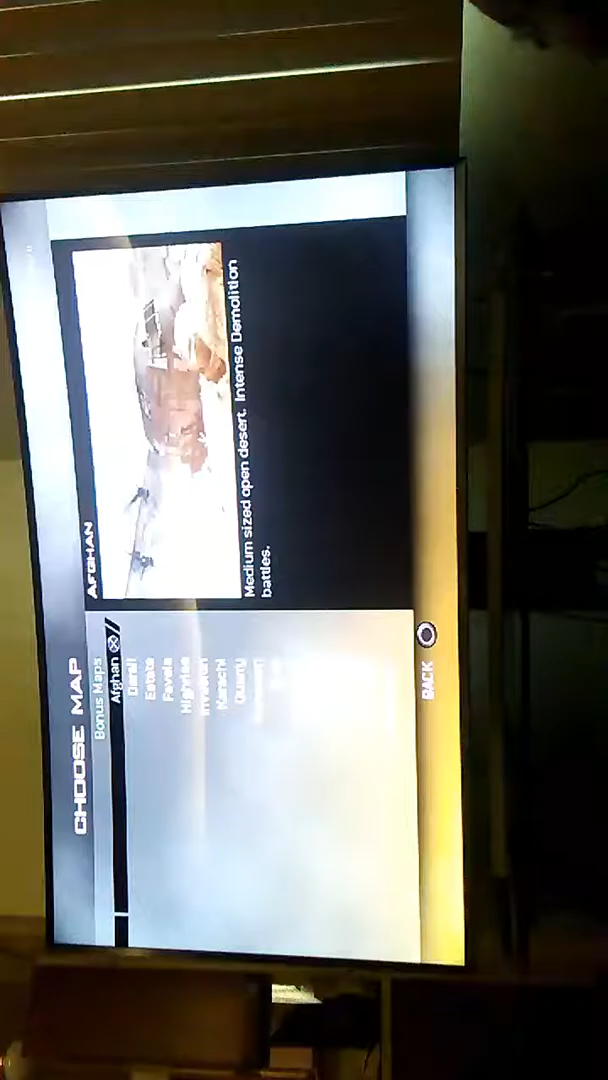 CHOOSE MAP
Bonus Maps
Afghan
Derail
Estate
Favela
Highrise
Invasion
Karachi
Quarry
AFGHAN
Medium sized open desert. Intense Demolition
battles.
BACK